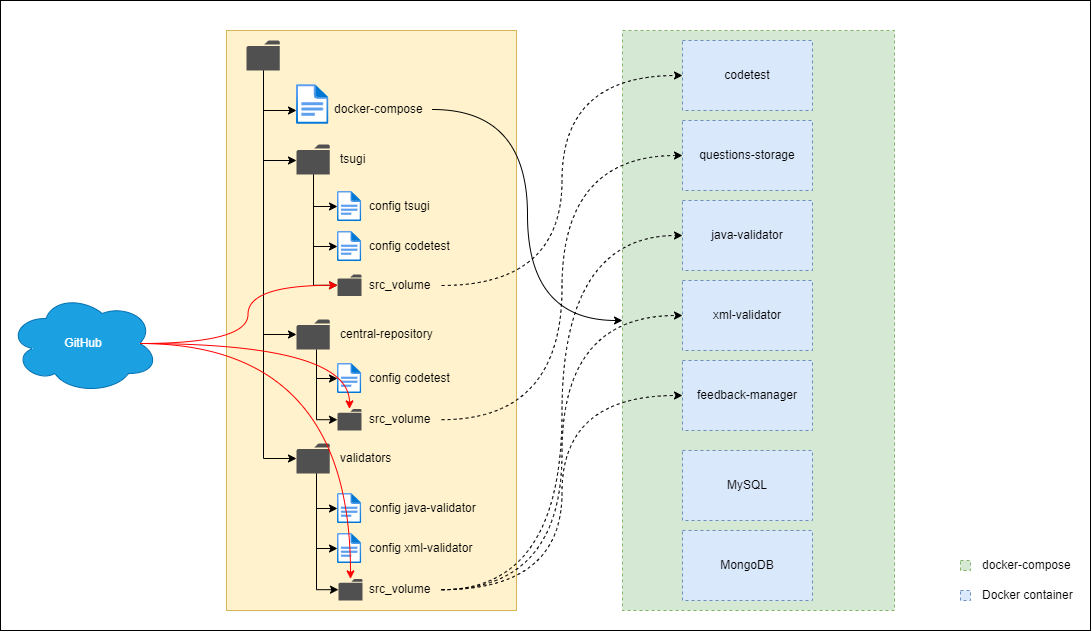 GitHub
docker-compose
tsugi
config tsugi
config codetest
src_volume
central-repository
config codetest
src_volume
validators
config java-validator
config xml-validator
src_volume
codetest
questions-storage
java-validator
xml-validator
feedback-manager
MySQL
MongoDB
docker-compose
Docker container